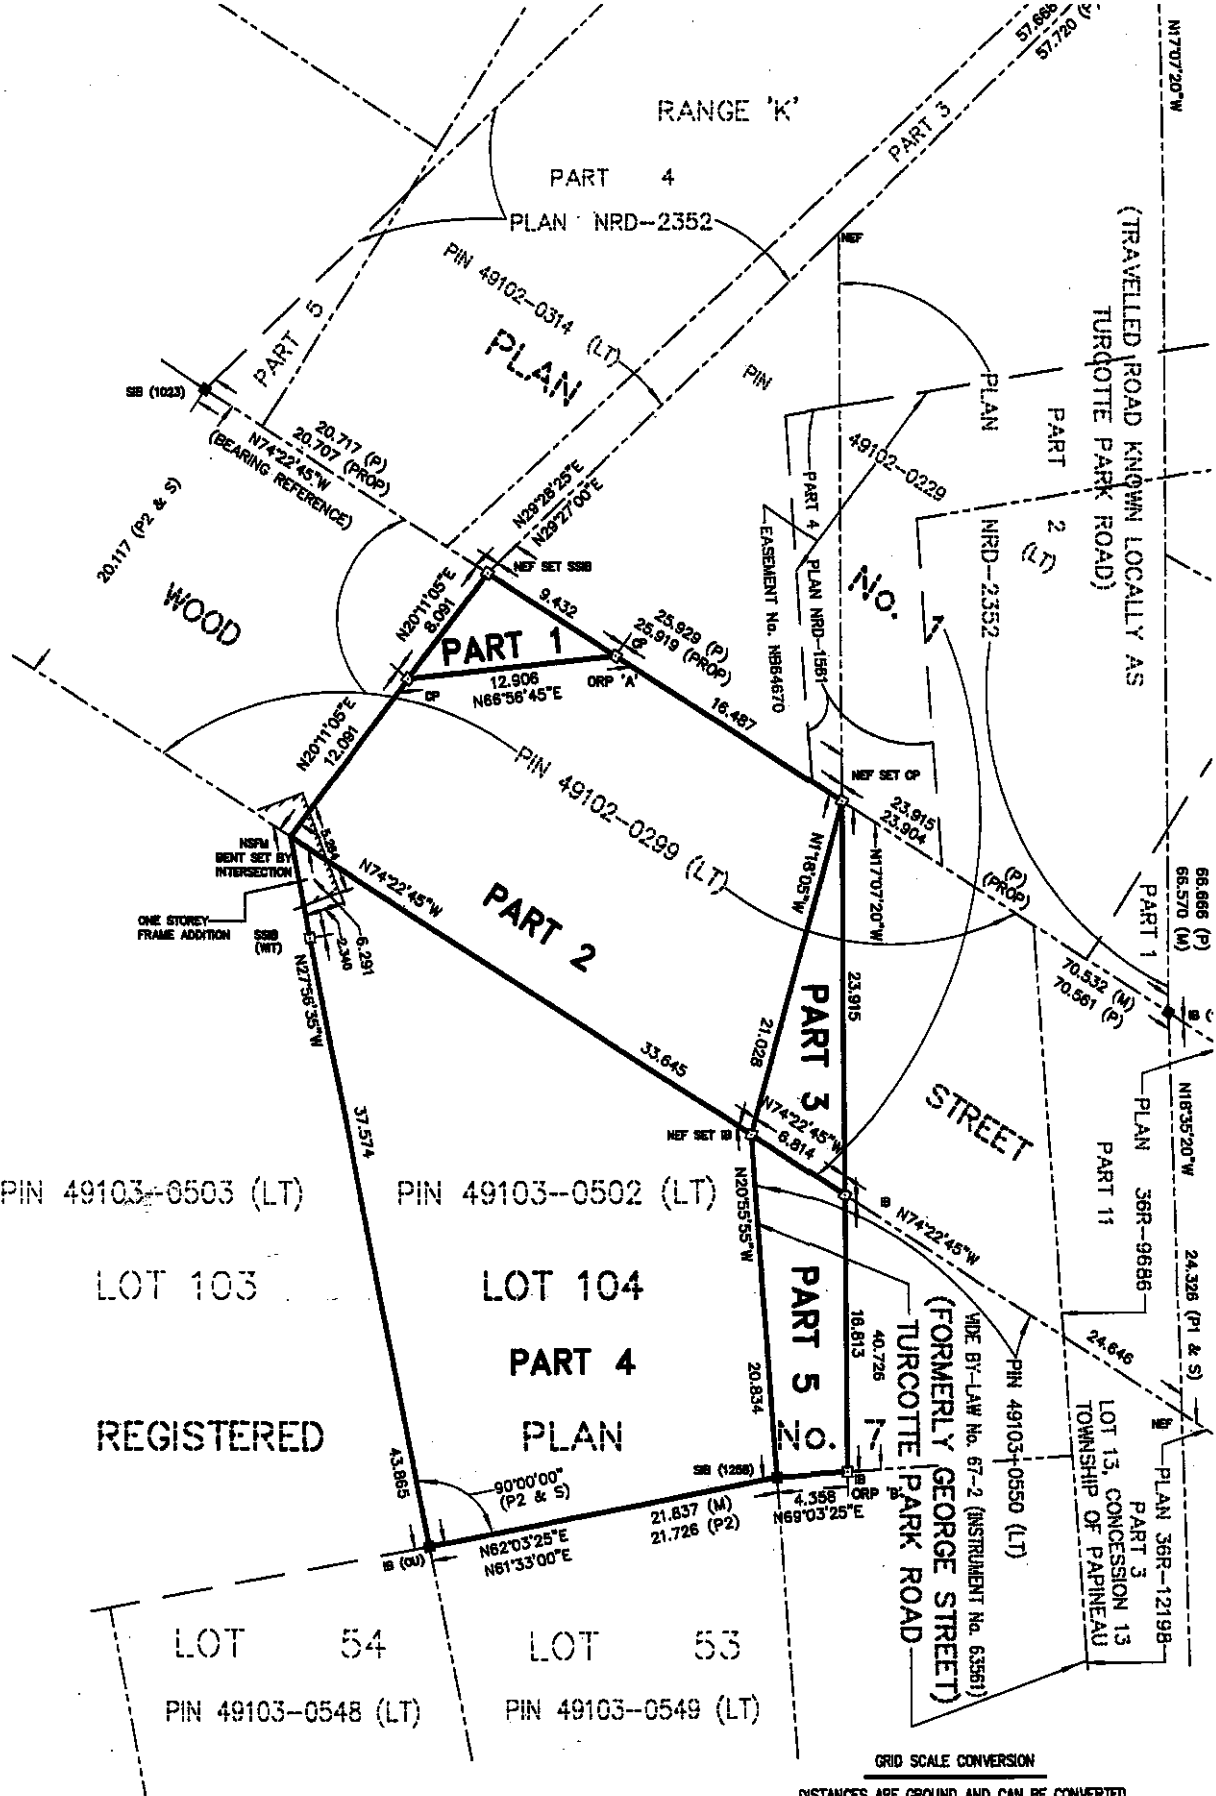 57.666
57.720 (P)
N17°07'20"W
RANGE 'K'
PART 3
PART 4
PLAN NRD-2352
NEF
PIN 49102-0314 (LT)
PLAN
PART 5
SIB (1023)
20.717 (P)
20.707 (PROP)
N74°22'45"W
(BEARING REFERENCE)
(TRAVELLED ROAD KNOWN LOCALLY AS
TURCOTTE PARK ROAD)
PIN
49102-0229
PLAN
NRD-2352
PART 2
(LT)
PART 4 PLAN NRD-1561
EASEMENT No. NB64670
No.
7
N29°28'25"E
N29°27'00"E
20.117 (P2 & S)
WOOD
NEF SET SSIB
N20°11'05"E
8.091
9.432
25.929 (P)
25.919 (PROP)
PART 1
12.906
N66°56'45"E
ORP 'A'
CP
16.487
N20°11'05"E
12.091
PIN 49102-0299 (LT)
NEF SET CP
23.915
23.904
(P)
(PROP)
N17°07'20"W
N1°18'05"W
PART 1
66.666 (P)
66.570 (M)
70.532 (M)
70.561 (P)
NSFM
BENT SET BY
INTERSECTION
5.284
ONE STOREY
FRAME ADDITION
SSIB
(WIT)
2.340
6.291
N74°22'45"W
PART 2
33.645
21.028
PART 3
23.915
N27°56'35"W
37.574
NEF SET IB
N74°22'45"W
6.814
STREET
PLAN 36R-9686
PART 11
N18°35'20"W
24.326 (P1 & S)
PIN 49103-0503 (LT)
PIN 49103-0502 (LT)
N20°55'55"W
IB
N74°22'45"W
24.646
NEF
LOT 103
LOT 104
PART 4
REGISTERED
PLAN
No. 7
PART 5
16.813
40.726
20.834
TURCOTTE PARK ROAD
(FORMERLY GEORGE STREET)
VIDE BY-LAW No. 67-2 (INSTRUMENT No. 63561)
PIN 49103-0550 (LT)
LOT 13, CONCESSION 13
TOWNSHIP OF PAPINEAU
PART 3
PLAN 36R-12198
43.865
90°00'00"
(P2 & S)
SIB (1256)
IB
ORP 'B'
4.356
N69°03'25"E
21.837 (M)
21.726 (P2)
N62°03'25"E
N61°33'00"E
IB (OU)
LOT 54
PIN 49103-0548 (LT)
LOT 53
PIN 49103-0549 (LT)
GRID SCALE CONVERSION
DISTANCES ARE GROUND AND CAN BE CONVERTED